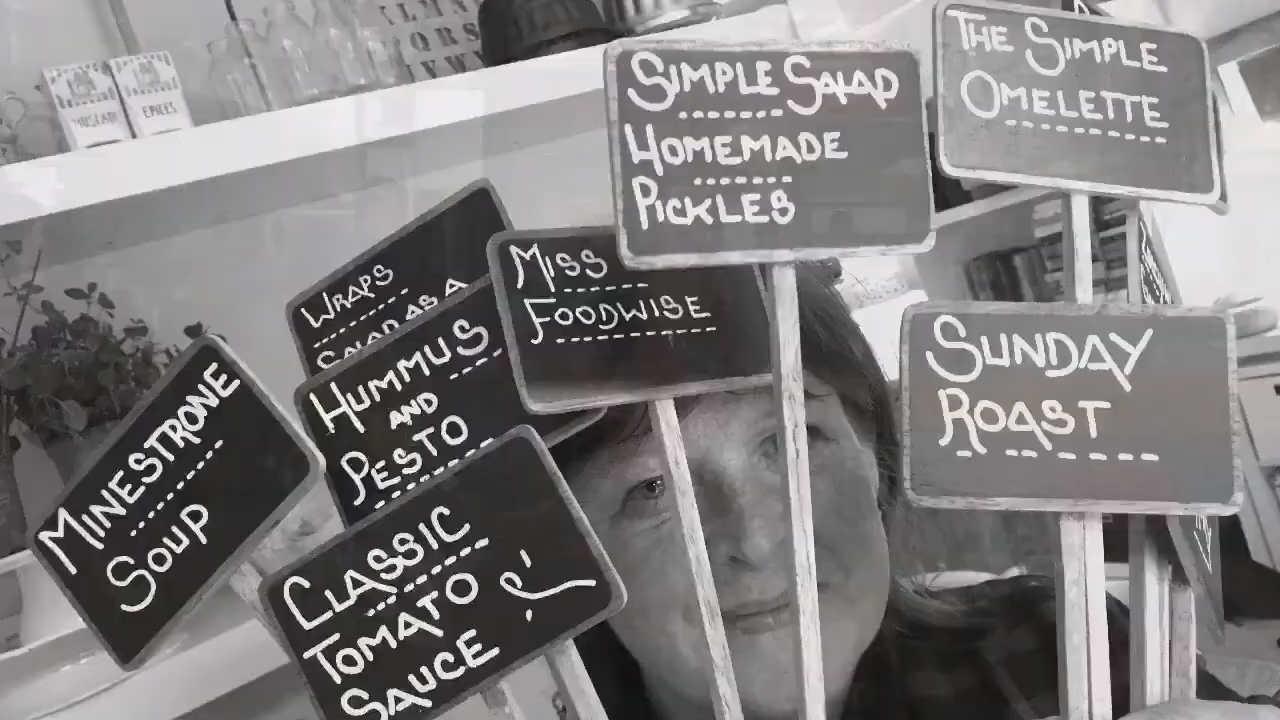 EPICES
SIMPLE SALAD
HOMEMADE
PICKLES
THE SIMPLE
OMELETTE
WRAPS
MISS
FOODWISE
HUMMUS
AND
PESTO
SUNDAY
ROAST
MINESTRONE
SOUP
CLASSIC
TOMATO
SAUCE